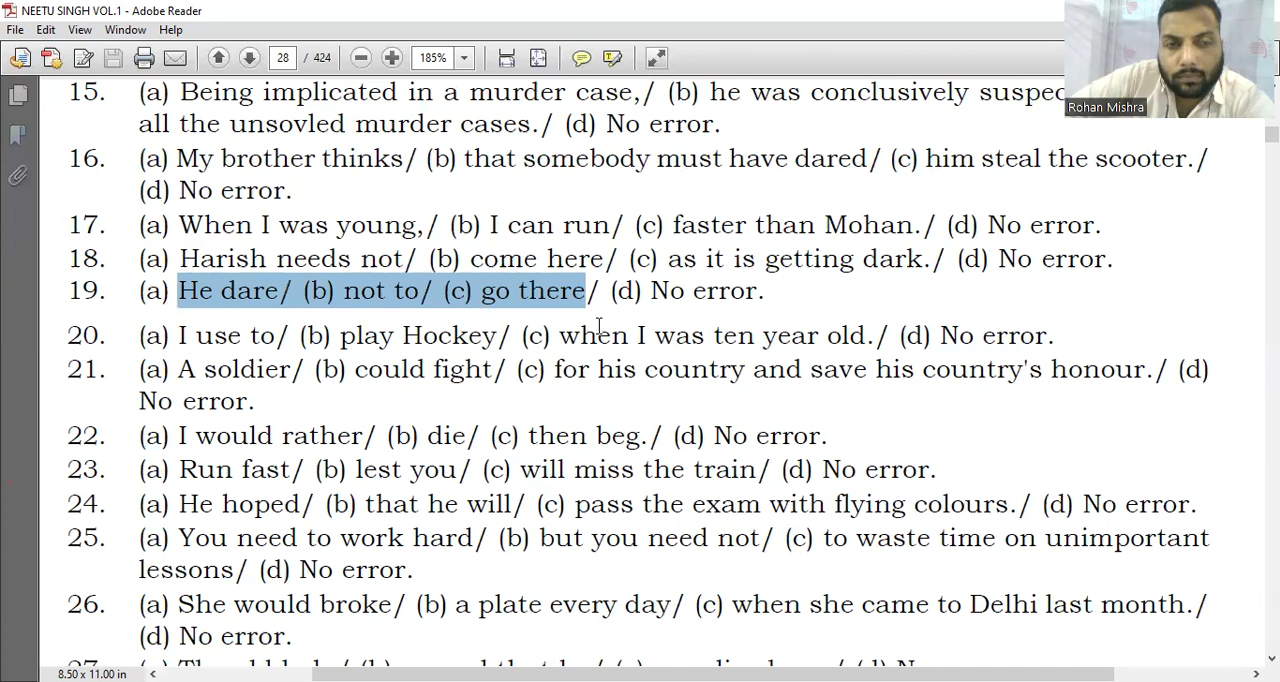 NEETU SINGH VOL.1 - Adobe Reader
File Edit View Window Help
28 / 424 185%
Rohan Mishra
15. (a) Being implicated in a murder case,/ (b) he was conclusively
all the unsovled murder cases./ (d) No error.
16. (a) My brother thinks/ (b) that somebody must have dared/ (c) him steal the scooter./
(d) No error.
17. (a) When I was young,/ (b) I can run/ (c) faster than Mohan./ (d) No error.
18. (a) Harish needs not/ (b) come here/ (c) as it is getting dark./ (d) No error.
19. (a) He dare/ (b) not to/ (c) go there/ (d) No error.
20. (a) I use to/ (b) play Hockey/ (c) when I was ten year old./ (d) No error.
21. (a) A soldier/ (b) could fight/ (c) for his country and save his country's honour./ (d)
No error.
22. (a) I would rather/ (b) die/ (c) then beg./ (d) No error.
23. (a) Run fast/ (b) lest you/ (c) will miss the train/ (d) No error.
24. (a) He hoped/ (b) that he will/ (c) pass the exam with flying colours./ (d) No error.
25. (a) You need to work hard/ (b) but you need not/ (c) to waste time on unimportant
lessons/ (d) No error.
26. (a) She would broke/ (b) a plate every day/ (c) when she came to Delhi last month./
(d) No error.
8.50 x 11.00 in